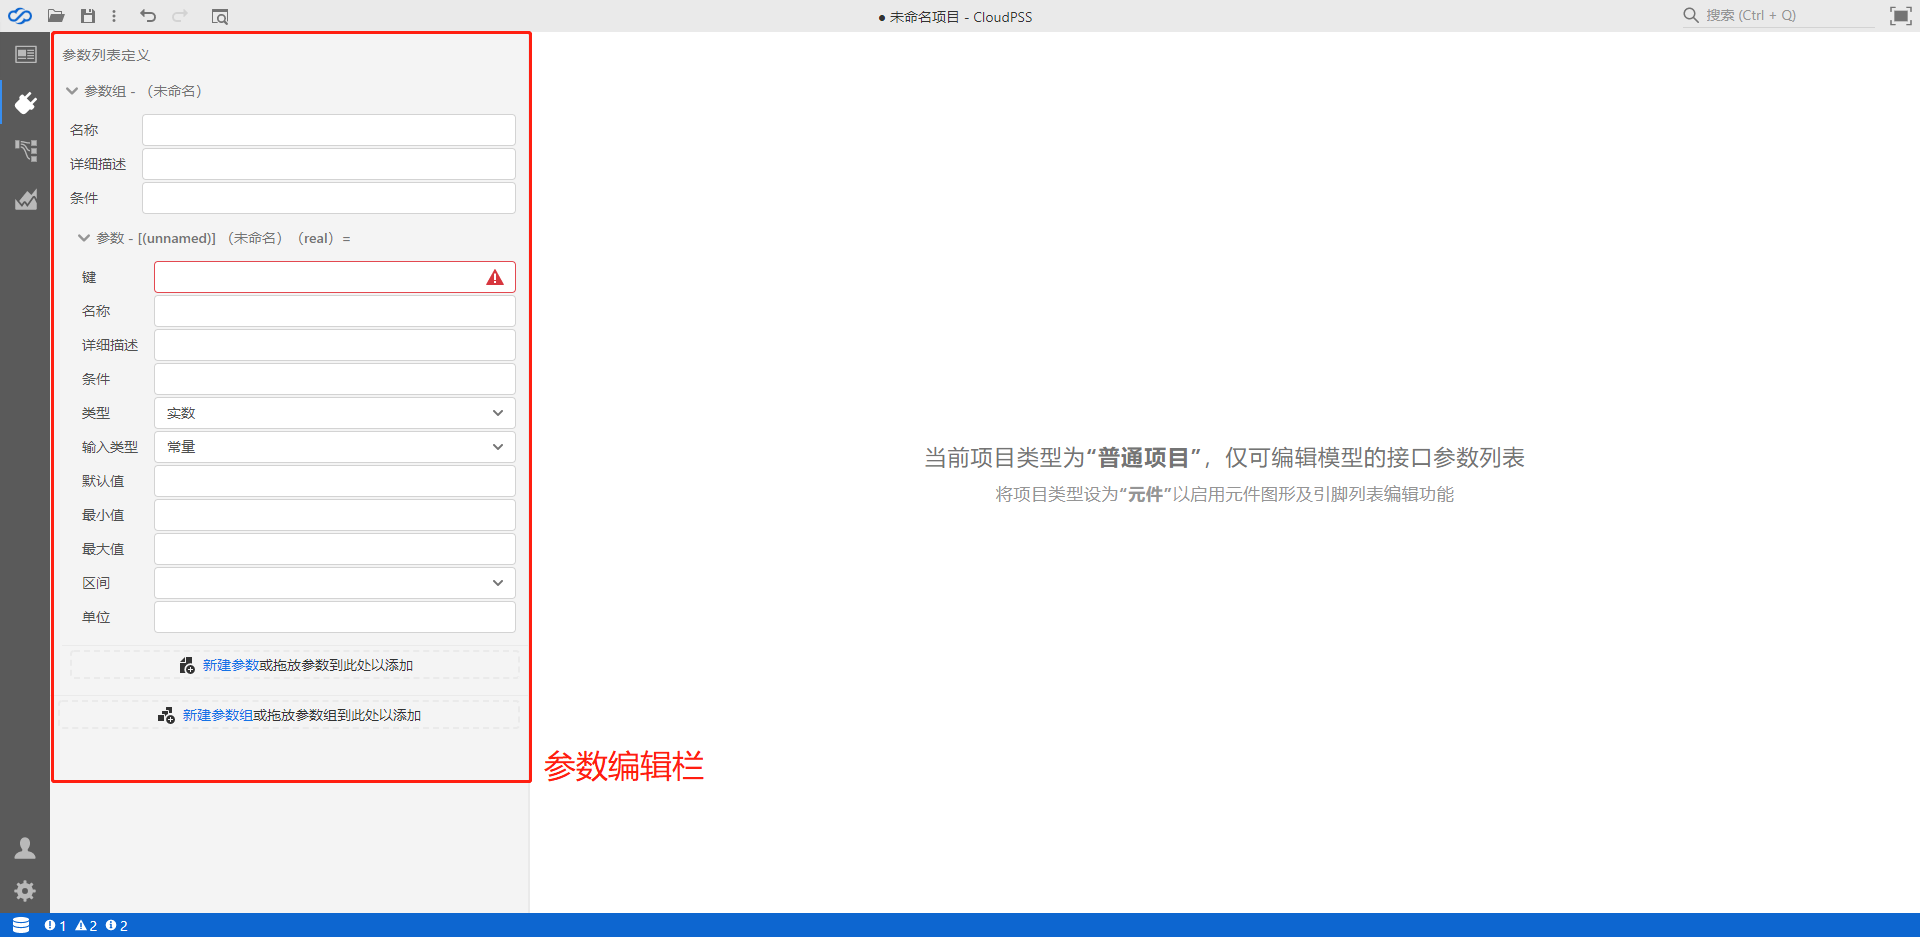 ● 未命名项目 - CloudPSS
搜索 (Ctrl + Q)
参数列表定义
参数组 - （未命名）
名称
详细描述
条件
参数 - [(unnamed)] （未命名）（real）=
键
名称
详细描述
条件
类型 实数
输入类型 常量
默认值
最小值
最大值
区间
单位
新建参数或拖放参数到此处以添加
新建参数组或拖放参数组到此处以添加
参数编辑栏
当前项目类型为“普通项目”，仅可编辑模型的接口参数列表
将项目类型设为“元件”以启用元件图形及引脚列表编辑功能
1 2 2